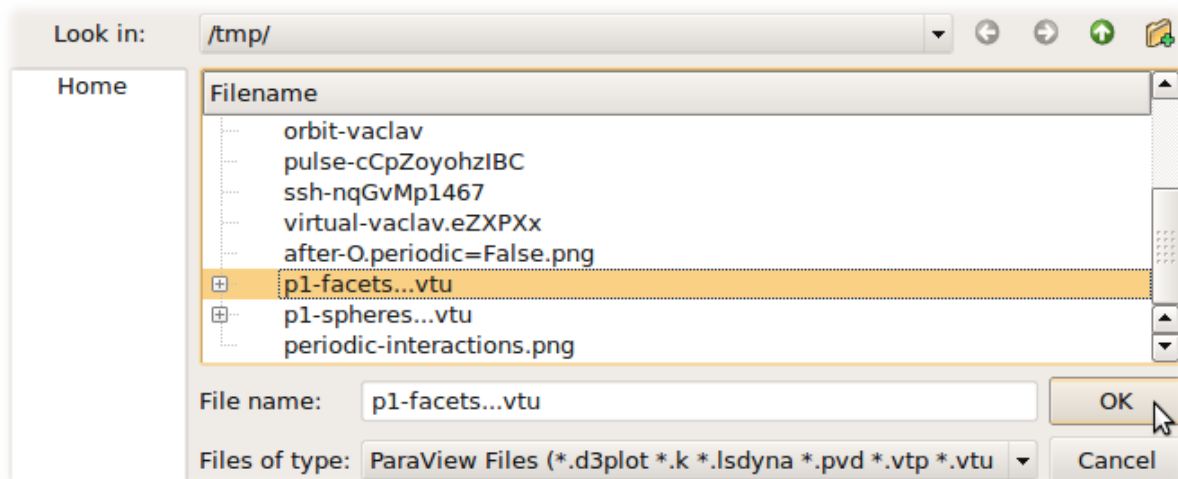 Look in: /tmp/
Home
Filename
orbit-vaclav
pulse-cCpZoyohzIBC
ssh-nqGvMp1467
virtual-vaclav.eZXPXx
after-O.periodic=False.png
p1-facets...vtu
p1-spheres...vtu
periodic-interactions.png
File name: p1-facets...vtu OK
Files of type: ParaView Files (*.d3plot *.k *.lsdyna *.pvd *.vtp *.vtu Cancel